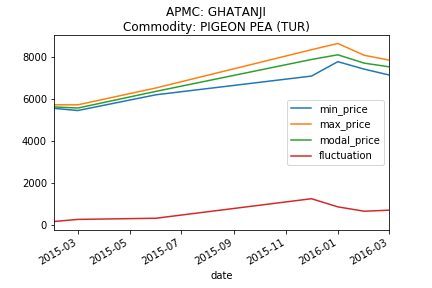 APMC: GHATANJI
Commodity: PIGEON PEA (TUR)
8000
6000
4000
2000
0
min_price
max_price
modal_price
fluctuation
2015-03
2015-05
2015-07
2015-09
2015-11
2016-01
2016-03
date